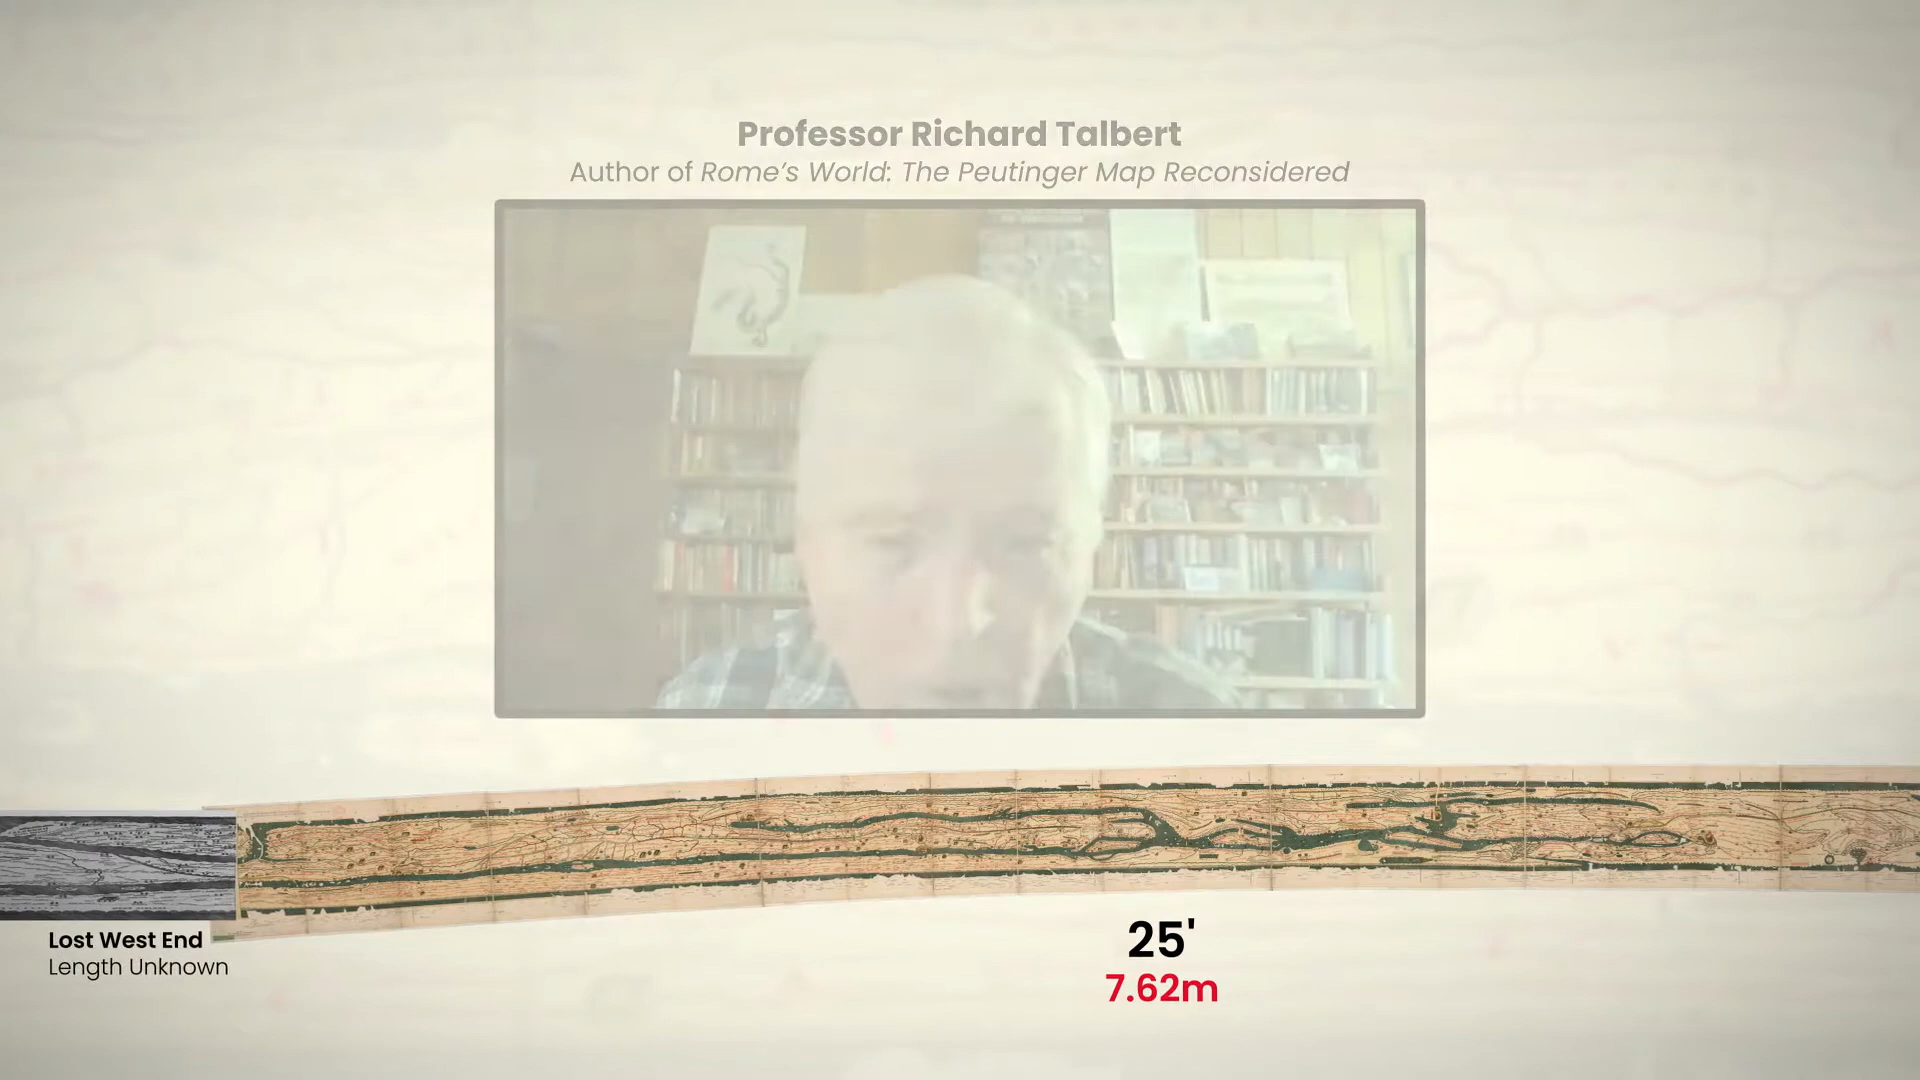 Professor Richard Talbert
Author of Rome's World: The Peutinger Map Reconsidered
Lost West End
Length Unknown
25'
7.62m